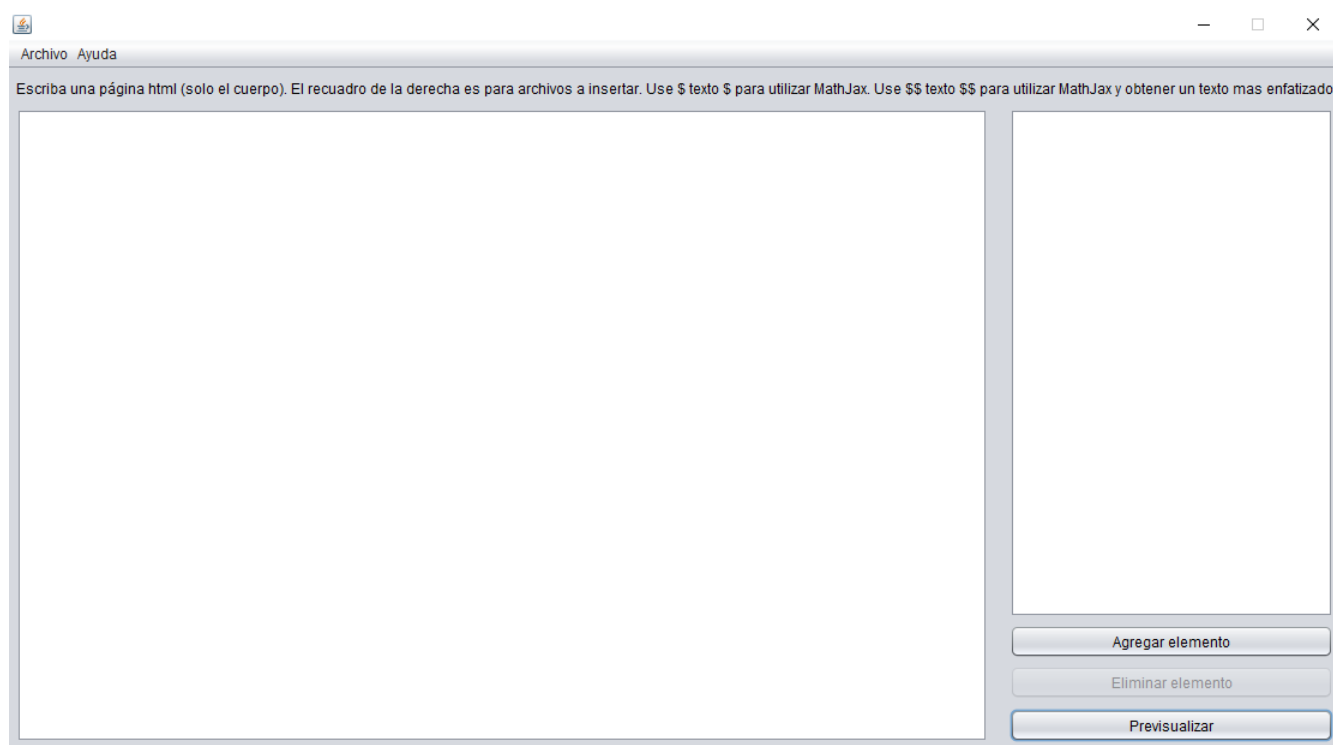 Archivo Ayuda
Escriba una página html (solo el cuerpo). El recuadro de la derecha es para archivos a insertar. Use $ texto $ para utilizar MathJax. Use $$ texto $$ para utilizar MathJax y obtener un texto mas enfatizado
Agregar elemento
Eliminar elemento
Previsualizar